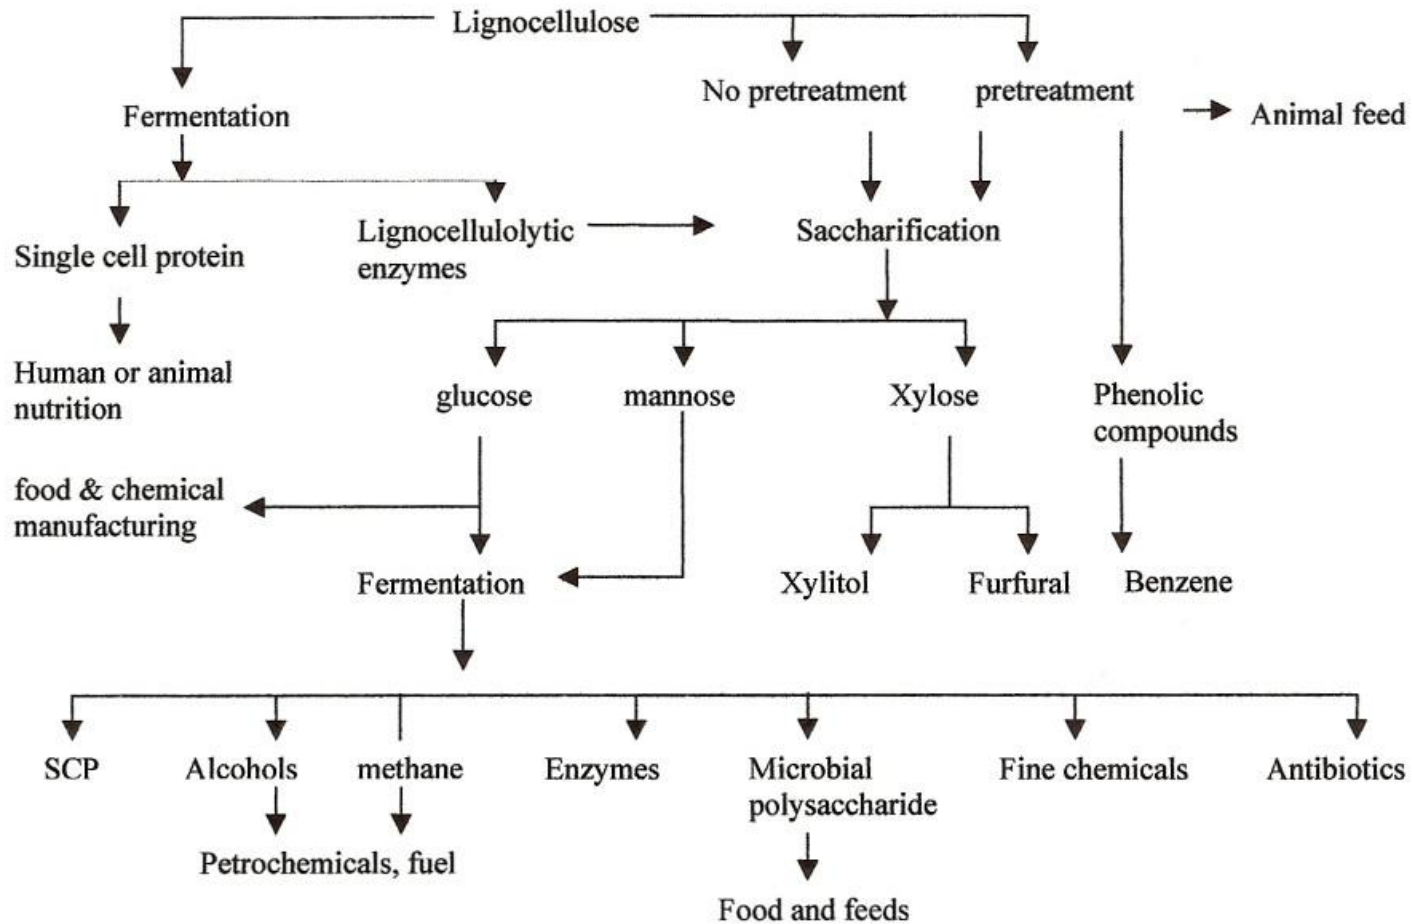 Lignocellulose
No pretreatment
pretreatment
Animal feed
Fermentation
Lignocellulolytic
enzymes
Saccharification
Single cell protein
Human or animal
nutrition
glucose
mannose
Xylose
Phenolic
compounds
food & chemical
manufacturing
Fermentation
Xylitol
Furfural
Benzene
SCP
Alcohols
methane
Enzymes
Microbial
polysaccharide
Fine chemicals
Antibiotics
Petrochemicals, fuel
Food and feeds